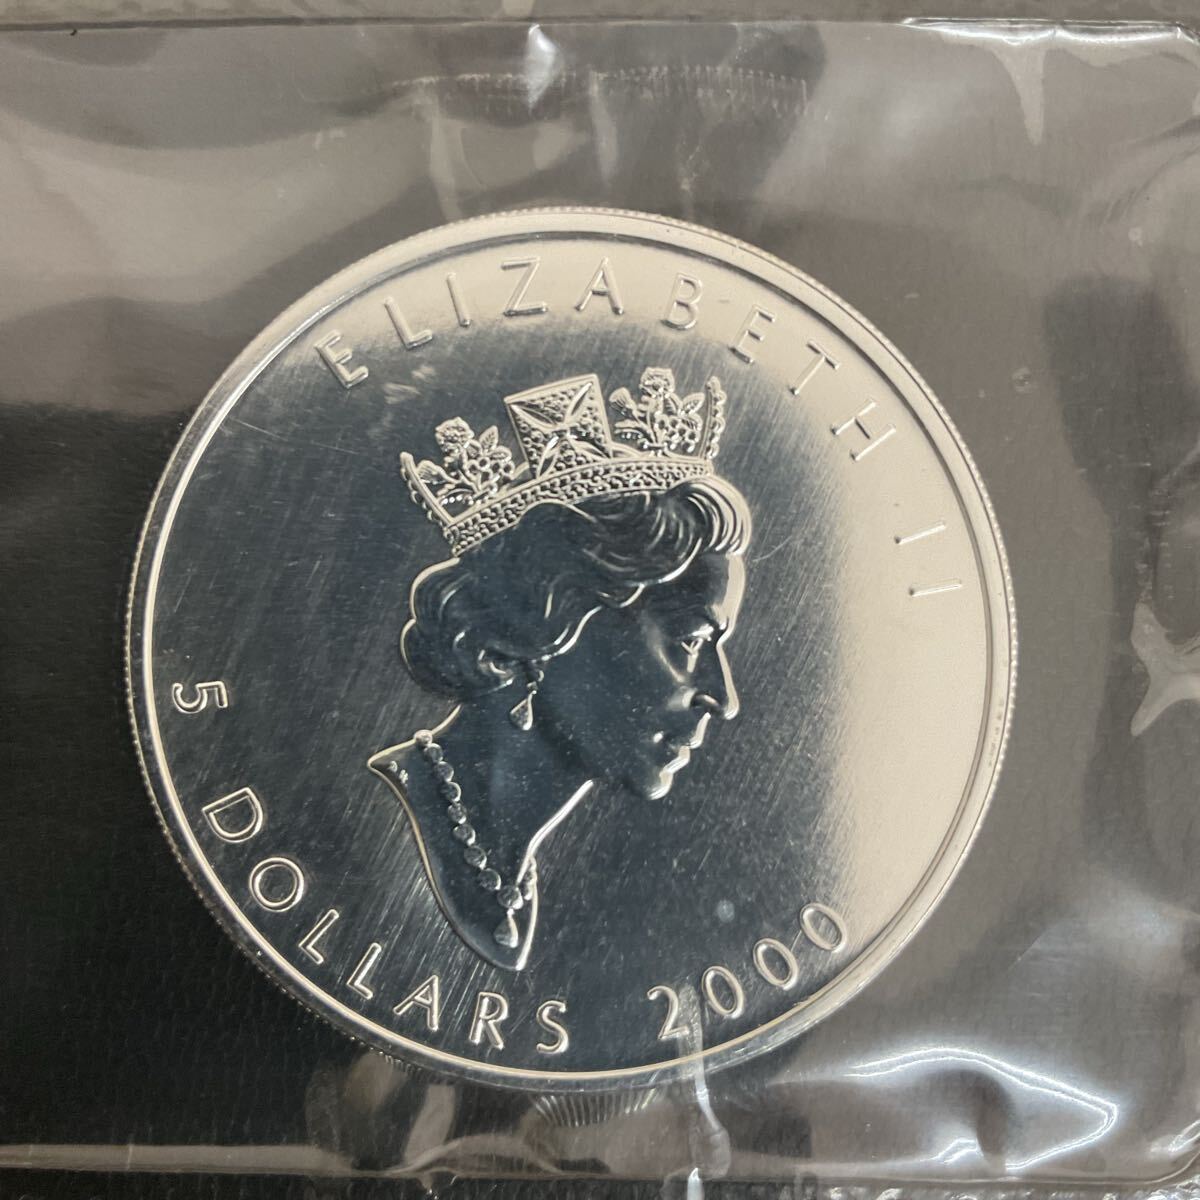 ELIZABETH II
5 DOLLARS 2000